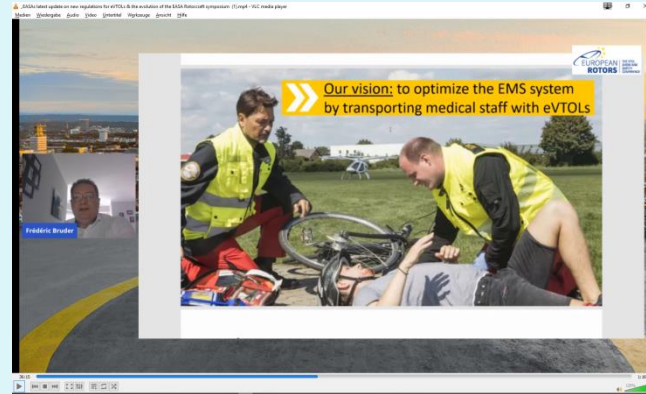 _EASAs latest update on new regulations for eVTOLs & the evolution of the EASA Rotorcraft symposium  (1).mp4 - VLC media player
Medien Wiedergabe Audio Video Untertitel Werkzeuge Ansicht Hilfe
EUROPEAN
ROTORS
Our vision: to optimize the EMS system
by transporting medical staff with eVTOLs
Frédéric Bruder